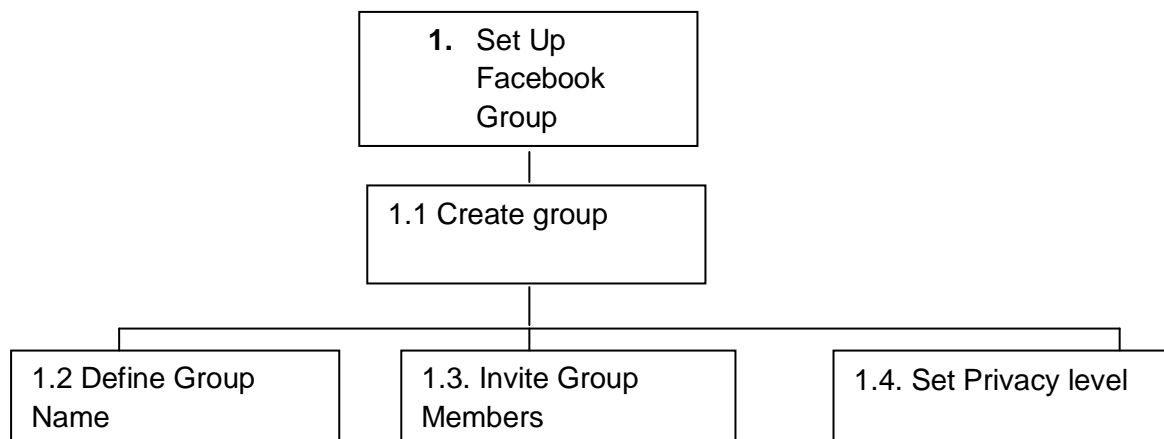 1. Set Up
Facebook
Group
1.1 Create group
1.2 Define Group
Name
1.3. Invite Group
Members
1.4. Set Privacy level